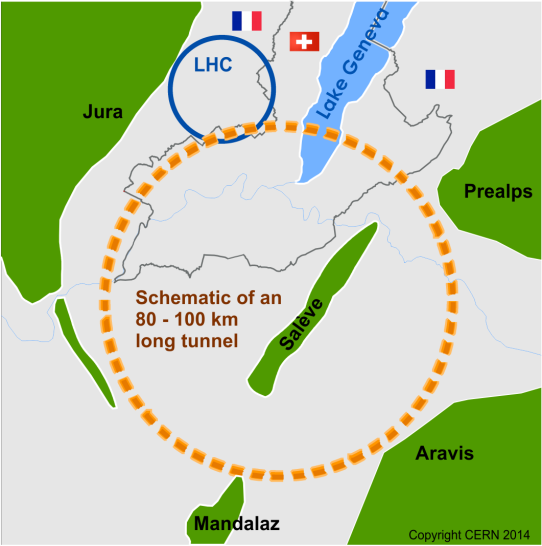 LHC
Lake Geneva
Jura
Prealps
Schematic of an
80 - 100 km
long tunnel
Salève
Aravis
Mandalaz
Copyright CERN 2014